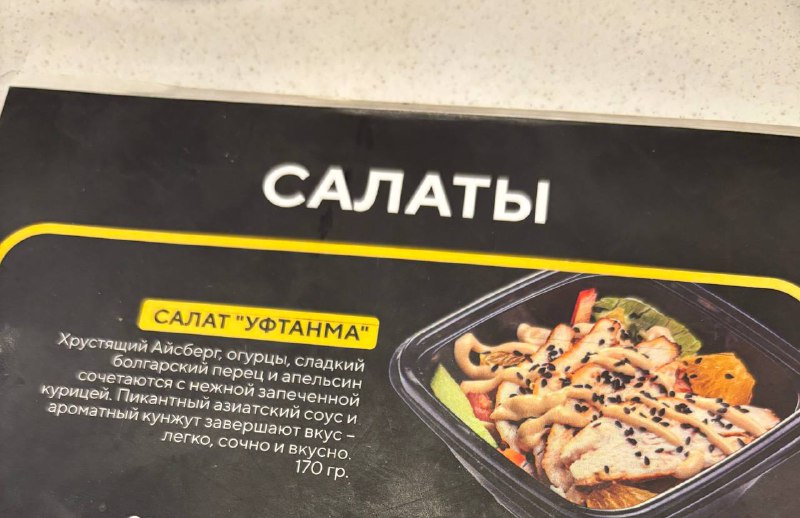 САЛАТЫ
САЛАТ "УФТАНМА"
Хрустящий Айсберг, огурцы, сладкий
болгарский перец и апельсин
сочетаются с нежной запеченной
курицей. Пикантный азиатский соус и
ароматный кунжут завершают вкус –
легко, сочно и вкусно.
170 гр.